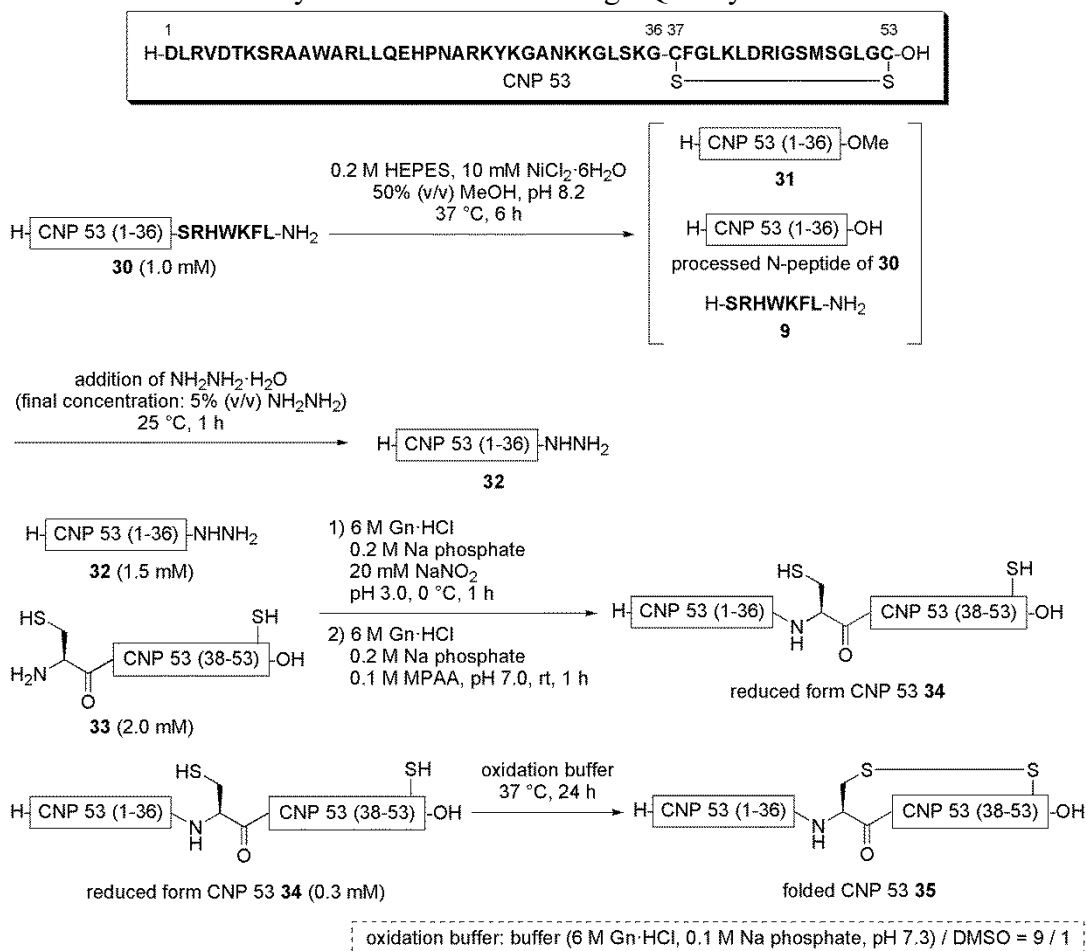 1 36 37 53
H-DLRVDTKSRAAWARLLQEHPNARKYKGANKKGLSKG-CFGLKLDRIGSMSGLGC-OH
S S
CNP 53
0.2 M HEPES, 10 mM NiCl₂·6H₂O
50% (v/v) MeOH, pH 8.2
37 °C, 6 h
H-CNP 53 (1-36)-SRHWKFL-NH₂
30 (1.0 mM)
H-CNP 53 (1-36)-OMe
31
H-CNP 53 (1-36)-OH
processed N-peptide of 30
H-SRHWKFL-NH₂
9
addition of NH₂NH₂·H₂O
(final concentration: 5% (v/v) NH₂NH₂)
25 °C, 1 h
H-CNP 53 (1-36)-NHNH₂
32
H-CNP 53 (1-36)-NHNH₂
32 (1.5 mM)
HS
SH
H₂N
O
CNP 53 (38-53)-OH
33 (2.0 mM)
1) 6 M Gn·HCl
0.2 M Na phosphate
20 mM NaNO₂
pH 3.0, 0 °C, 1 h
2) 6 M Gn·HCl
0.2 M Na phosphate
0.1 M MPAA, pH 7.0, rt, 1 h
HS
SH
H-CNP 53 (1-36)
N
H
O
CNP 53 (38-53)-OH
reduced form CNP 53 34
HS
SH
H-CNP 53 (1-36)
N
H
O
CNP 53 (38-53)-OH
reduced form CNP 53 34 (0.3 mM)
oxidation buffer
37 °C, 24 h
S S
H-CNP 53 (1-36)
N
H
O
CNP 53 (38-53)-OH
folded CNP 53 35
oxidation buffer: buffer (6 M Gn·HCl, 0.1 M Na phosphate, pH 7.3) / DMSO = 9 / 1